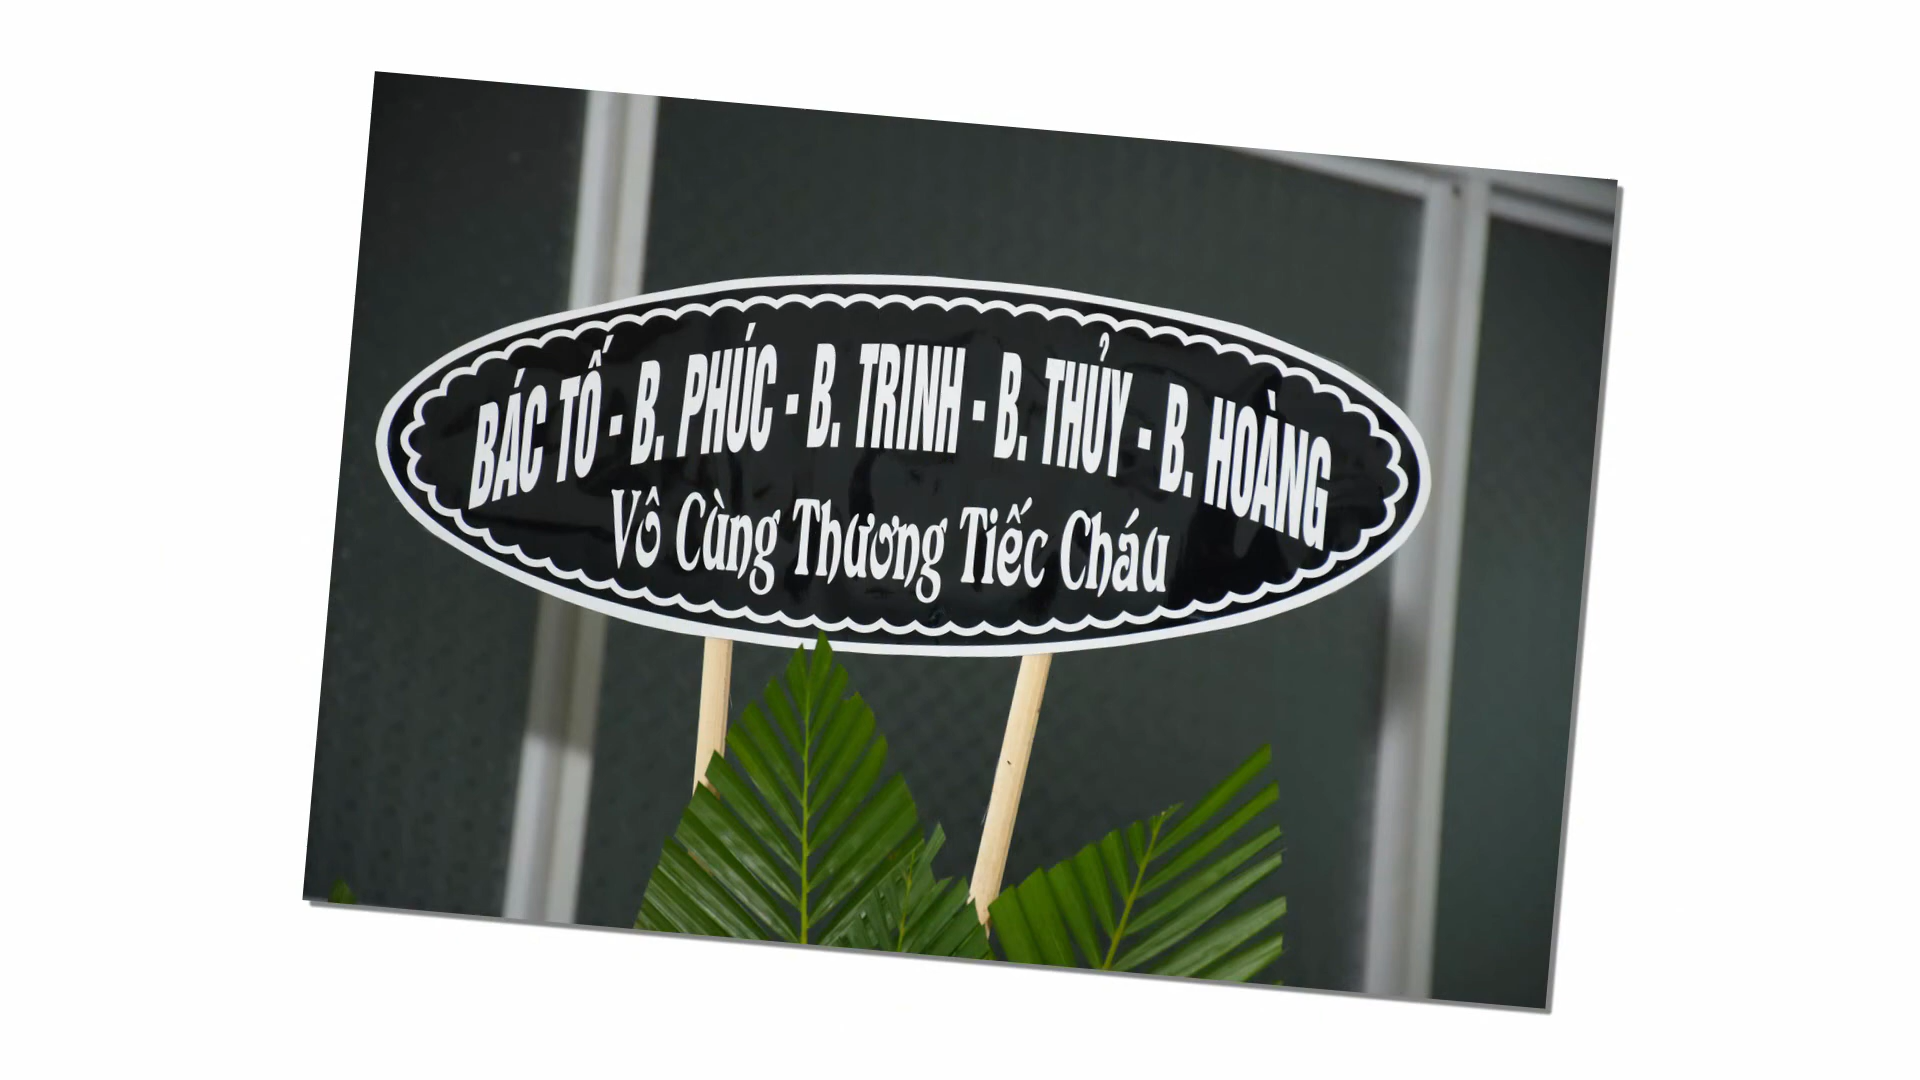 BÁC TỐ - B. PHÚC - B. TRINH - B. THỦY - B. HOÀNG
Vô Cùng Thương Tiếc Cháu